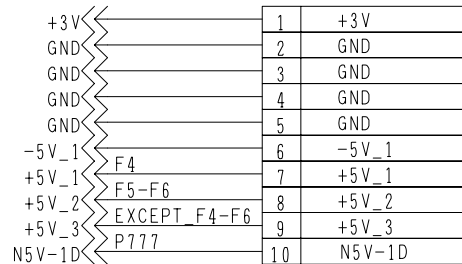 +3V 1 +3V
GND 2 GND
GND 3 GND
GND 4 GND
GND 5 GND
-5V_1 6 -5V_1
+5V_1 F4 7 +5V_1
+5V_2 F5-F6 8 +5V_2
+5V_3 EXCEPT_F4-F6 9 +5V_3
N5V-1D P777 10 N5V-1D